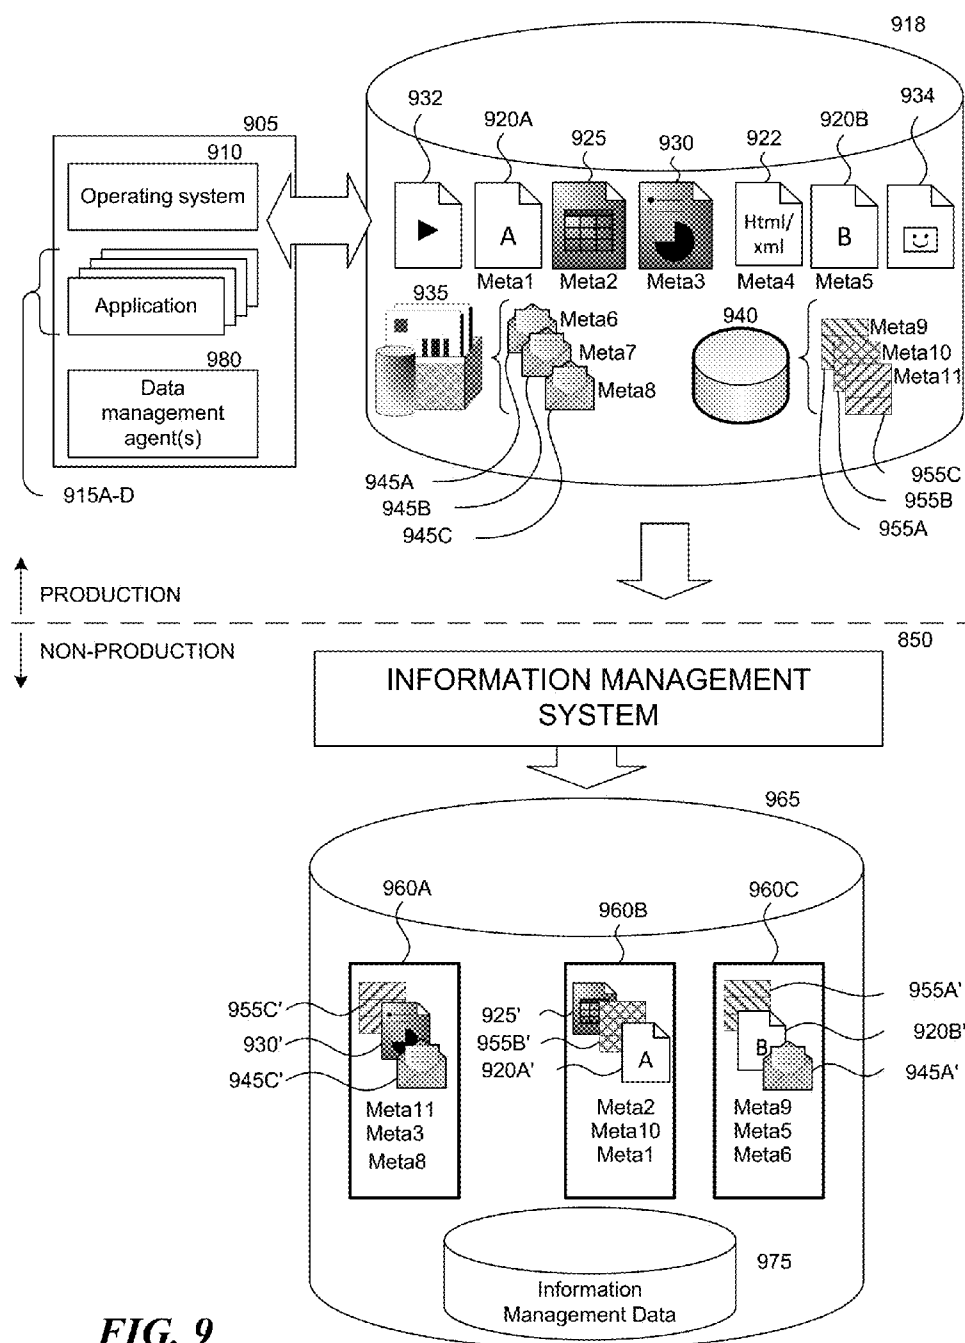 918
932
920A
925
930
922
920B
934
905
910
Operating system
Application
980
Data
management
agent(s)
915A-D
A
Html/
xml
B
Meta1
Meta2
Meta3
Meta4
Meta5
935
Meta6
Meta7
Meta8
940
Meta9
Meta10
Meta11
945A
945B
945C
955C
955B
955A
PRODUCTION
NON-PRODUCTION
850
INFORMATION MANAGEMENT
SYSTEM
965
960A
960B
960C
955C'
930'
945C'
925'
955B'
920A'
A
B
955A'
920B'
945A'
Meta11
Meta3
Meta8
Meta2
Meta10
Meta1
Meta9
Meta5
Meta6
975
Information
Management Data
FIG. 9